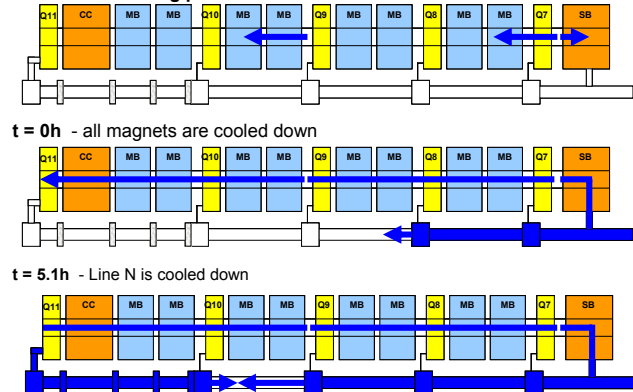 Q11 CC MB MB Q10 MB MB Q9 MB MB Q8 MB MB Q7 SB
t = 0h - all magnets are cooled down
Q11 CC MB MB Q10 MB MB Q9 MB MB Q8 MB MB Q7 SB
t = 5.1h - Line N is cooled down
Q11 CC MB MB Q10 MB MB Q9 MB MB Q8 MB MB Q7 SB